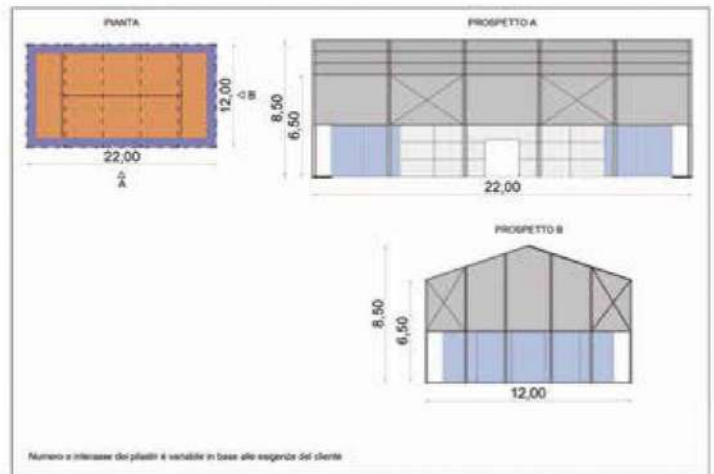 PIANTA
12,00
B
22,00
A
PROSPETTO A
8,50
6,50
22,00
PROSPETTO B
8,50
6,50
12,00
Numero e interasse dei pilastri è variabile in base alle esigenze del cliente